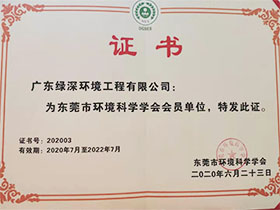 证书
广东绿深环境工程有限公司：
为东莞市环境科学学会会员单位，特发此证。
证书号：202003
有效期：2020年7月至2022年7月
东莞市环境科学学会
二〇二〇年六月二十三日